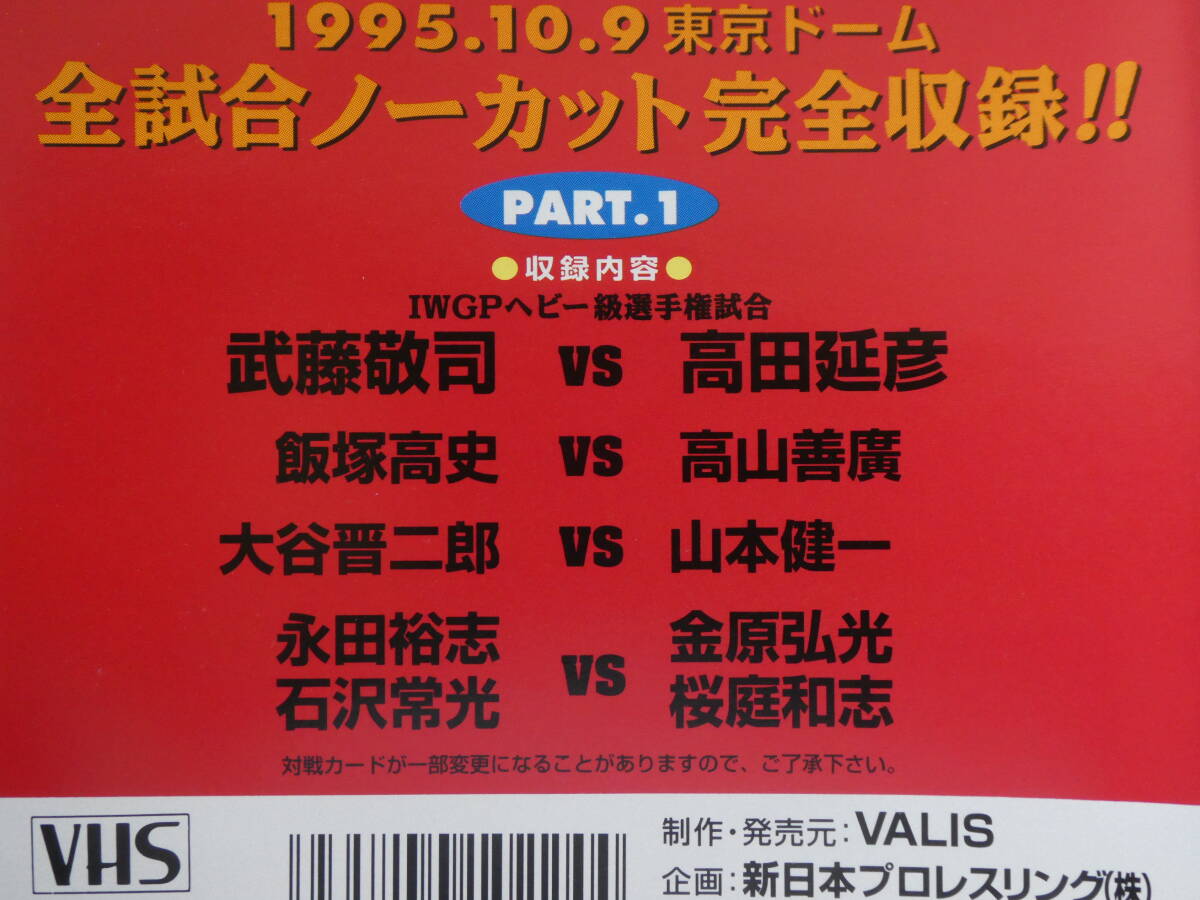 1995.10.9 東京ドーム
全試合ノーカット完全収録!!
PART.1
●収録内容●
IWGPヘビー級選手権試合
武藤敬司 VS 高田延彦
飯塚高史 VS 高山善廣
大谷晋二郎 VS 山本健一
永田裕志 石沢常光 VS 金原弘光 桜庭和志
対戦カードが一部変更になることがありますので、ご了承下さい。
VHS
制作・発売元:VALIS
企画:新日本プロレスリング(株)